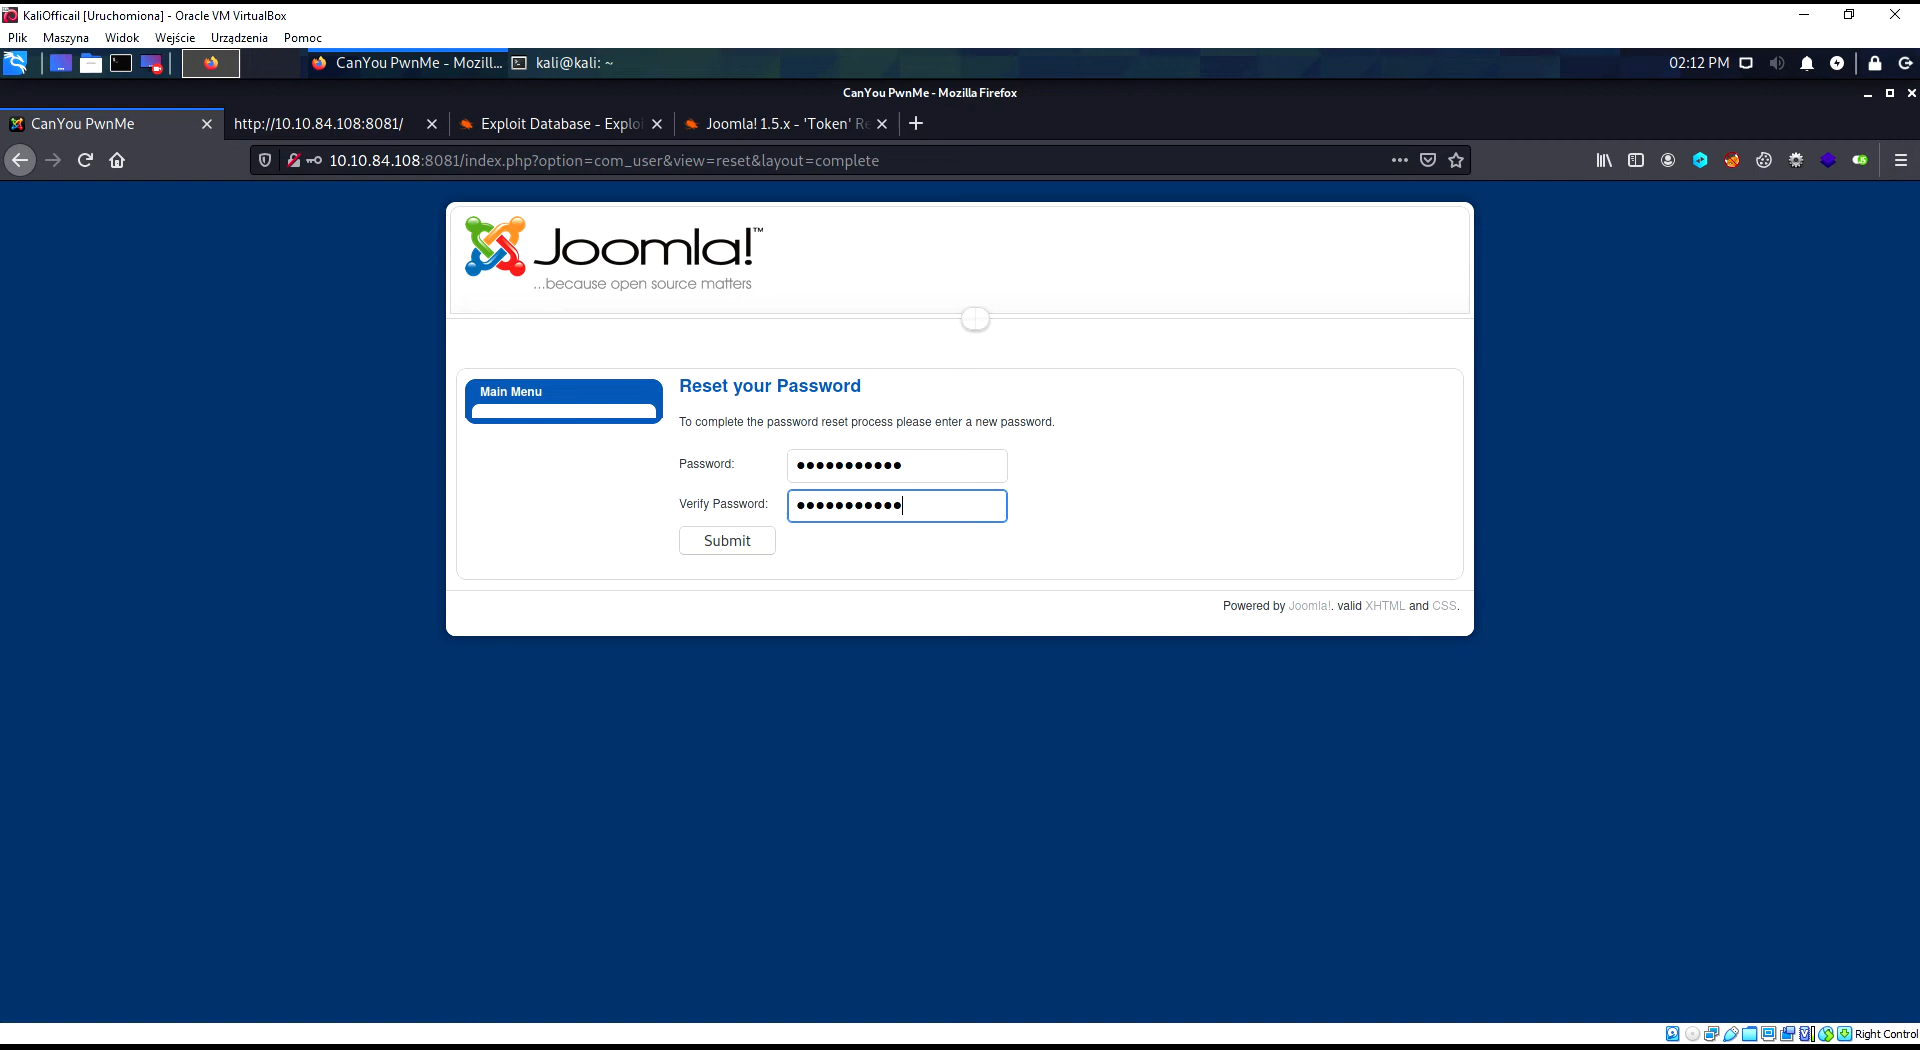 KaliOfficail [Uruchomiona] - Oracle VM VirtualBox
Plik Maszyna Widok Wejście Urządzenia Pomoc
CanYou PwnMe - Mozill... kali@kali: ~ 02:12 PM
CanYou PwnMe - Mozilla Firefox
CanYou PwnMe http://10.10.84.108:8081/ Exploit Database - Exploi Joomla! 1.5.x - 'Token' Re
10.10.84.108:8081/index.php?option=com_user&view=reset&layout=complete
Joomla!™
...because open source matters
Main Menu
Reset your Password
To complete the password reset process please enter a new password.
Password: ●●●●●●●●●●●
Verify Password: ●●●●●●●●●●●
Submit
Powered by Joomla!. valid XHTML and CSS.
Right Control